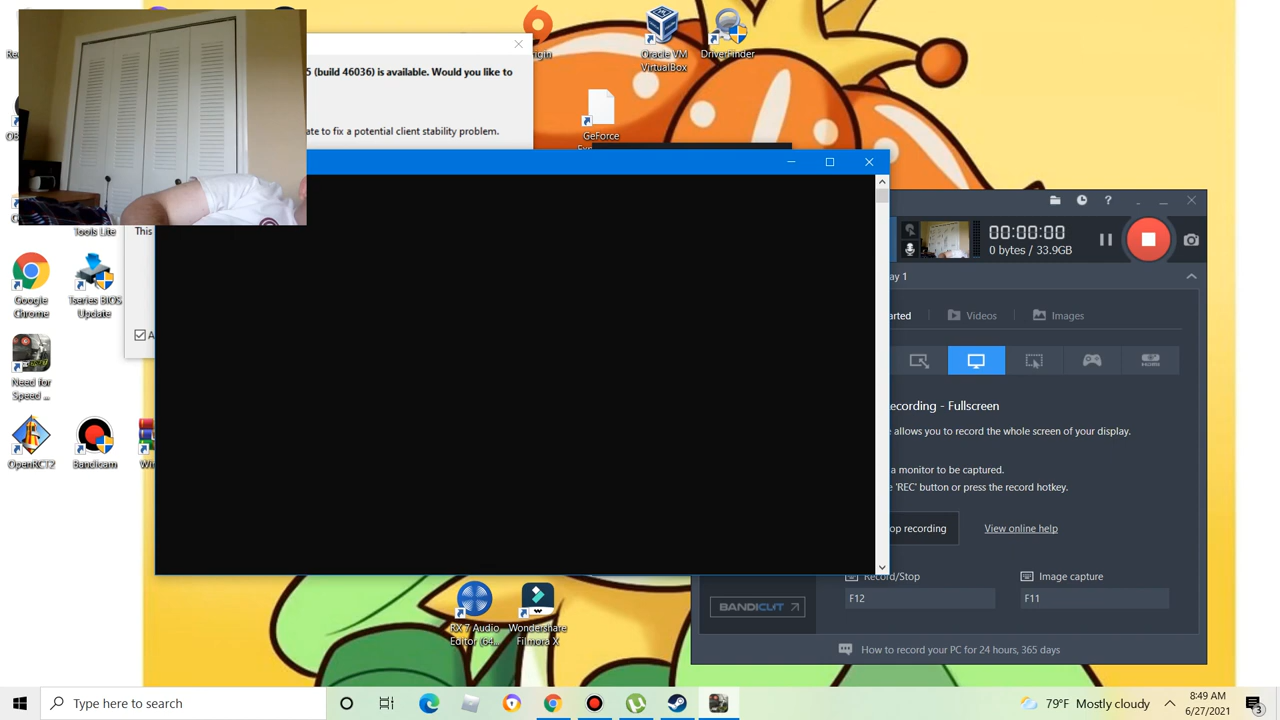 Oracle VM
VirtualBox
DriverFinder
5 (build 46036) is available. Would you like to
GeForce
ate to fix a potential client stability problem.
00:00:00
0 bytes / 33.9GB
Tools Lite
This
ay 1
Google
Chrome
Tseries BIOS
Update
arted
Videos
Images
A
HDMI
Need for
Speed ...
ecording - Fullscreen
e allows you to record the whole screen of your display.
OpenRCT2
Bandicam
a monitor to be captured.
e 'REC' button or press the record hotkey.
op recording
View online help
Record/Stop
Image capture
F12
F11
BANDICUT
RX 7 Audio
Editor (64...
Wondershare
Filmora X
How to record your PC for 24 hours, 365 days
Type here to search
79°F Mostly cloudy
8:49 AM
6/27/2021
3